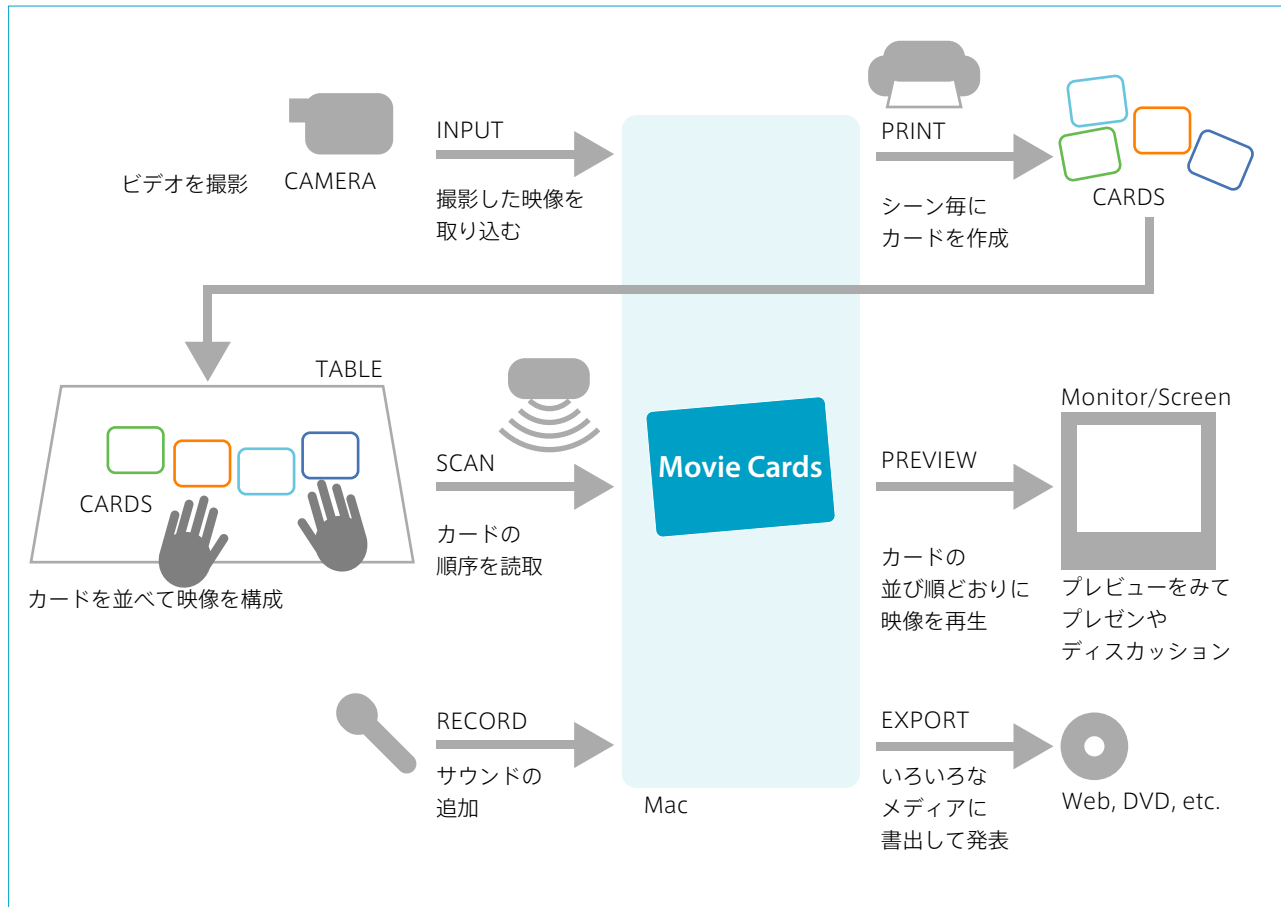 ビデオを撮影
CAMERA
INPUT
撮影した映像を
取り込む
PRINT
シーン毎に
カードを作成
CARDS
TABLE
CARDS
カードを並べて映像を構成
SCAN
カードの
順序を読取
Movie Cards
PREVIEW
カードの
並び順どおりに
映像を再生
Monitor/Screen
プレビューをみて
プレゼンや
ディスカッション
RECORD
サウンドの
追加
Mac
EXPORT
いろいろな
メディアに
書出して発表
Web, DVD, etc.